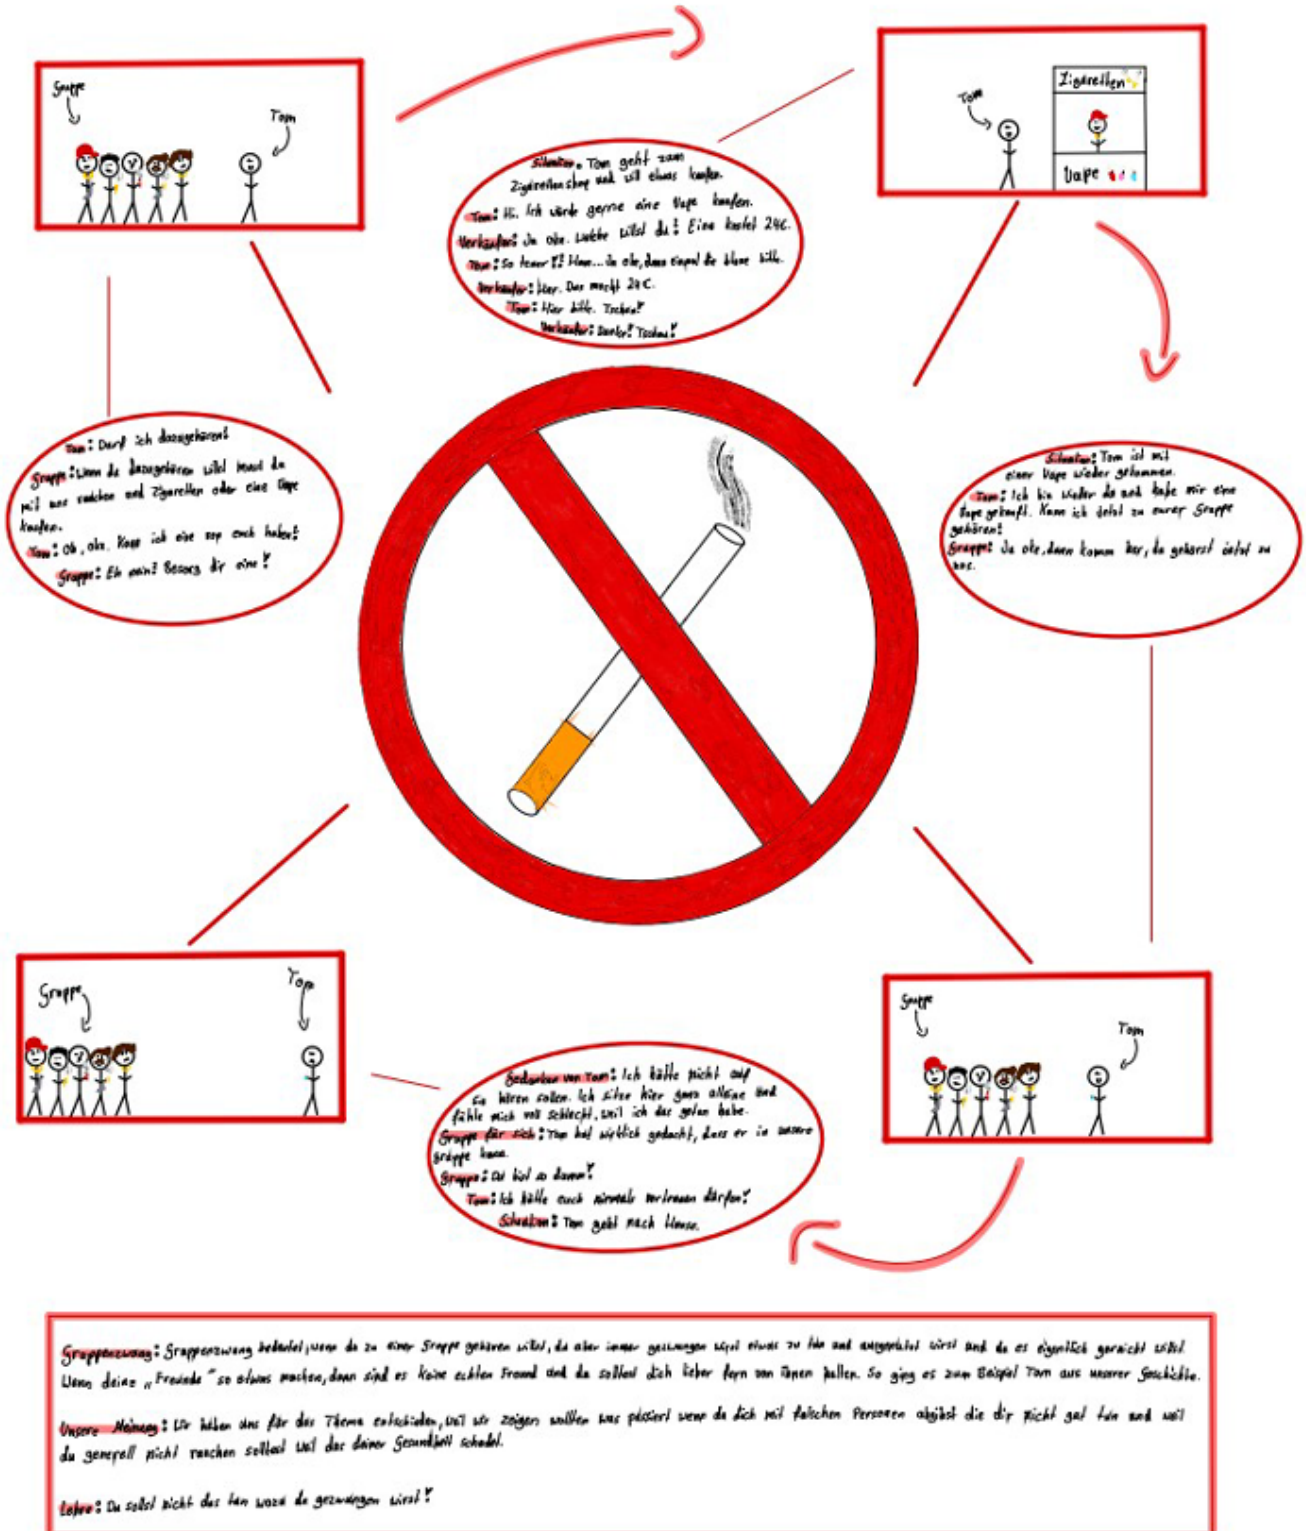 Gruppe
Tom
Tom
Zigaretten
Vape
Situation: Tom geht zum
Zigarettenshop und will etwas kaufen.
Tom: Hi. Ich würde gerne eine Vape kaufen.
Verkäufer: Ja oke. Welche willst du? Eine kostet 24€.
Tom: So teuer?! Hmm... Ja oke, dann einmal die blaue bitte.
Verkäufer: Hier. Das macht 24€.
Tom: Hier bitte. Tschau!
Verkäufer: Danke! Tschau!
Tom: Darf ich dazugehören?
Gruppe: Wenn du dazugehören willst musst du
mit uns rauchen und Zigaretten oder eine Vape
kaufen.
Tom: Oh, oke. Kann ich eine von euch haben?
Gruppe: Eh nein? Besorg dir eine!
Situation: Tom ist mit
einer Vape wieder gekommen.
Tom: Ich bin wieder da und habe mir eine
Vape gekauft. Kann ich jetzt zu eurer Gruppe
gehören?
Gruppe: Ja oke, dann komm her, du gehörst jetzt zu
uns.
Gruppe
Tom
Gruppe
Tom
Gedanken von Tom: Ich hätte nicht auf
sie hören sollen. Ich sitze hier ganz alleine und
fühle mich voll schlecht, weil ich das getan habe.
Gruppe für sich: Tom hat wirklich gedacht, dass er in unsere
Gruppe kann.
Gruppe: Du bist so dumm!
Tom: Ich hätte euch niemals vertrauen dürfen!
Situation: Tom geht nach Hause.
Gruppenzwang: Gruppenzwang bedeutet, wenn du zu einer Gruppe gehören willst, du aber immer gezwungen wirst etwas zu tun und ausgenutzt wirst und du es eigentlich garnicht willst.
Wenn deine „Freunde" so etwas machen, dann sind es keine echten Freund und du solltest dich lieber fern von ihnen halten. So ging es zum Beispiel Tom aus unserer Geschichte.
Unsere Meinung: Wir haben uns für das Thema entschieden, weil wir zeigen wollten was passiert wenn du dich mit falschen Personen abgibst die dir nicht gut tun und weil
du generell nicht rauchen solltest weil das deiner Gesundheit schadet.
Lehre: Du sollst nicht das tun wozu du gezwungen wirst!